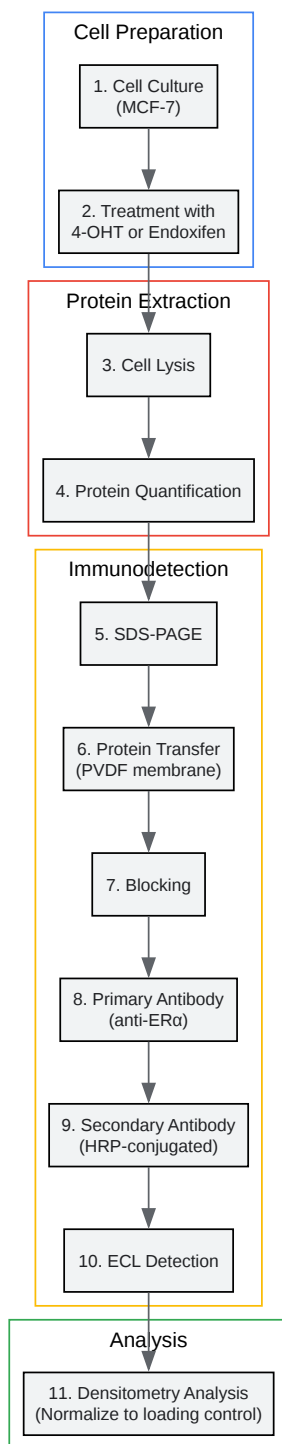 Cell Preparation
1. Cell Culture
(MCF-7)
2. Treatment with
4-OHT or Endoxifen
Protein Extraction
3. Cell Lysis
4. Protein Quantification
Immunodetection
5. SDS-PAGE
6. Protein Transfer
(PVDF membrane)
7. Blocking
8. Primary Antibody
(anti-ERα)
9. Secondary Antibody
(HRP-conjugated)
10. ECL Detection
Analysis
11. Densitometry Analysis
(Normalize to loading control)